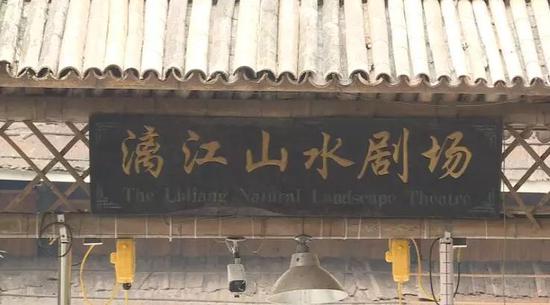 漓江山水剧场
The LiJiang Natural Landscape Theatre